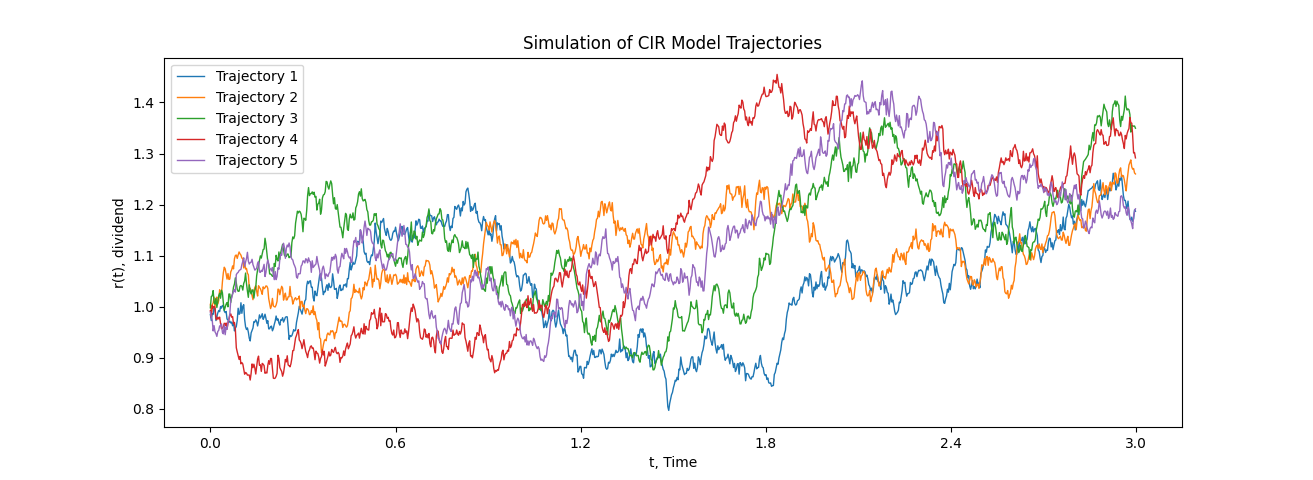 Simulation of CIR Model Trajectories
Trajectory 1
Trajectory 2
Trajectory 3
Trajectory 4
Trajectory 5
r(t), dividend
1.4
1.3
1.2
1.1
1.0
0.9
0.8
0.0 0.6 1.2 1.8 2.4 3.0
t, Time